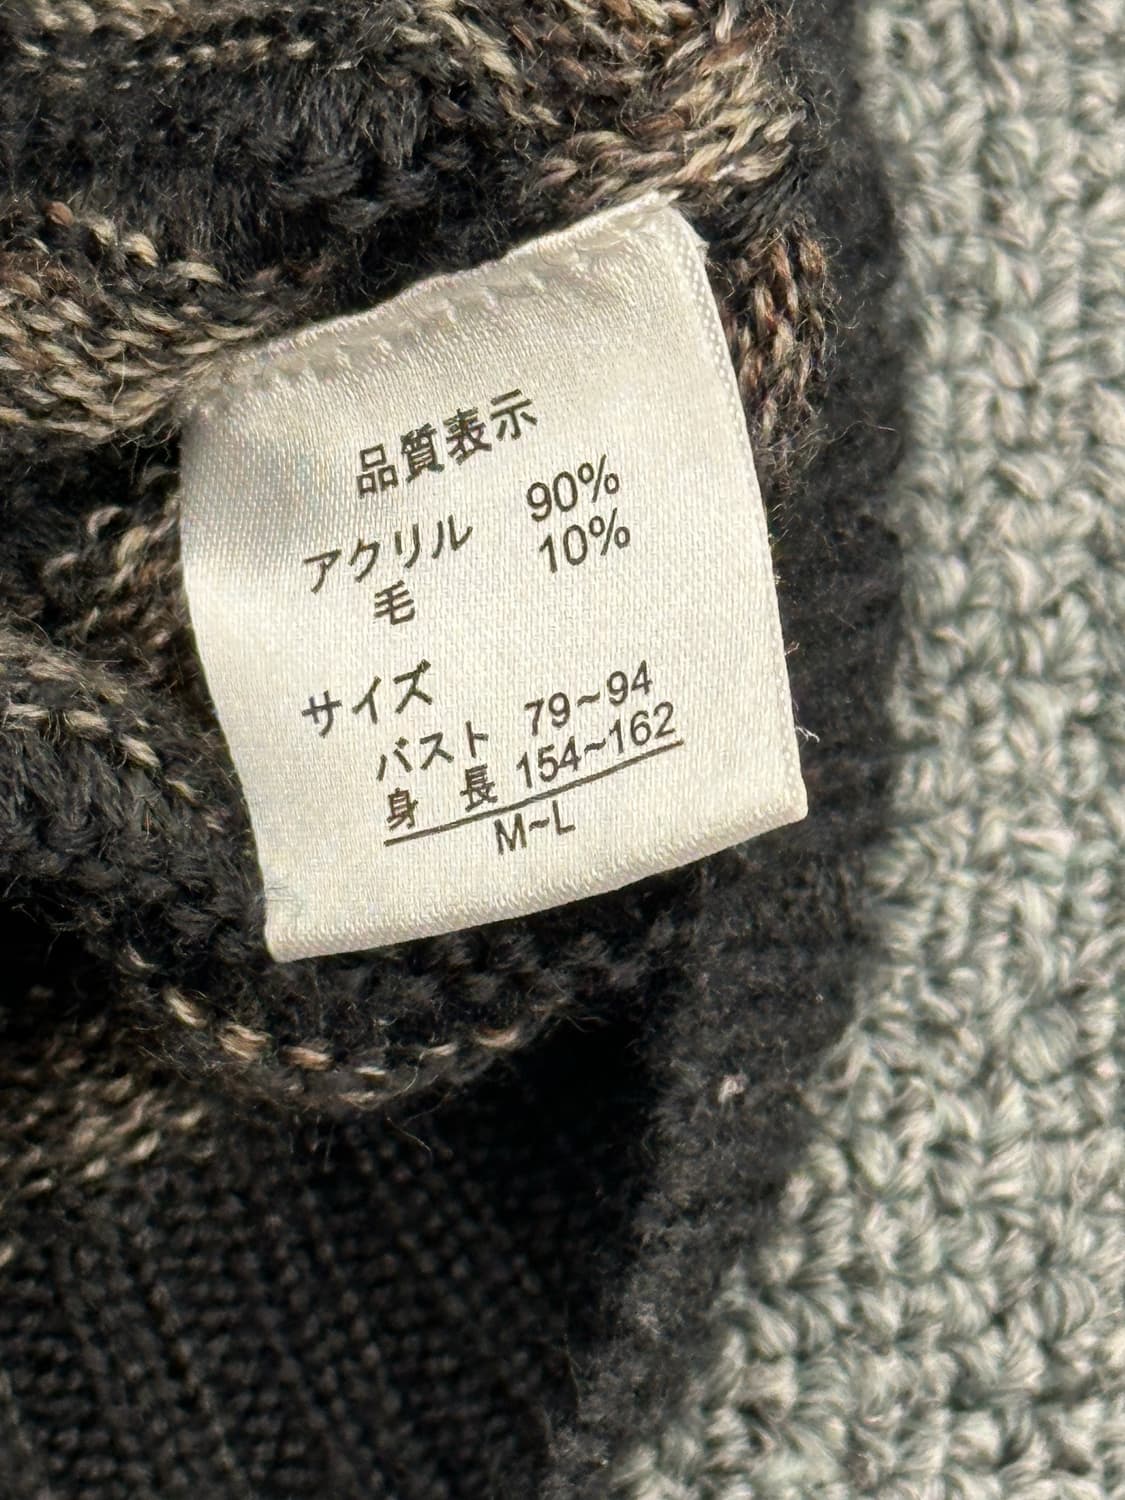 品質表示
アクリル 90%
毛 10%
サイズ
バスト 79~94
身 長 154~162
M~L